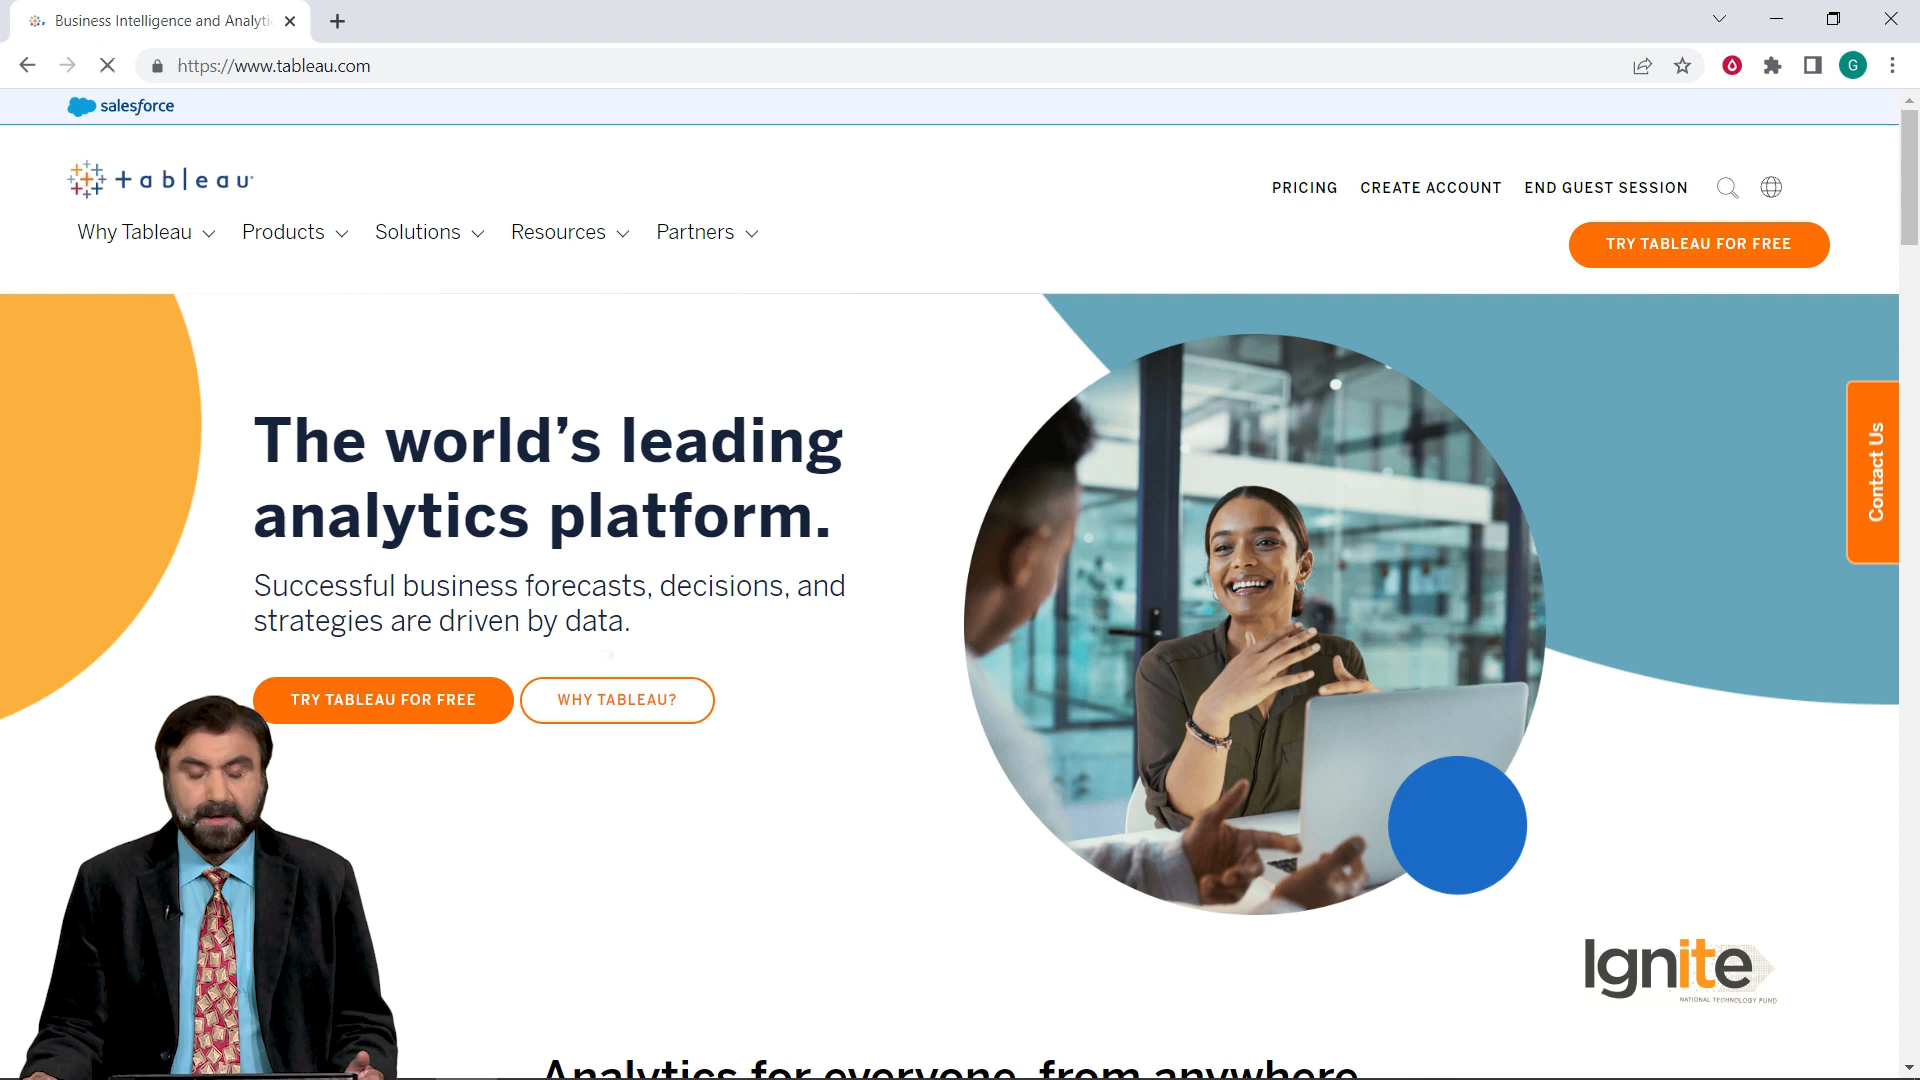 Business Intelligence and Analytic
https://www.tableau.com
G
salesforce
+ableau
PRICING
CREATE ACCOUNT
END GUEST SESSION
Why Tableau
Products
Solutions
Resources
Partners
TRY TABLEAU FOR FREE
The world’s leading
analytics platform.
Successful business forecasts, decisions, and
strategies are driven by data.
TRY TABLEAU FOR FREE
WHY TABLEAU?
Contact Us
Ignite
NATIONAL TECHNOLOGY FUND
Analytics for everyone, from anywhere